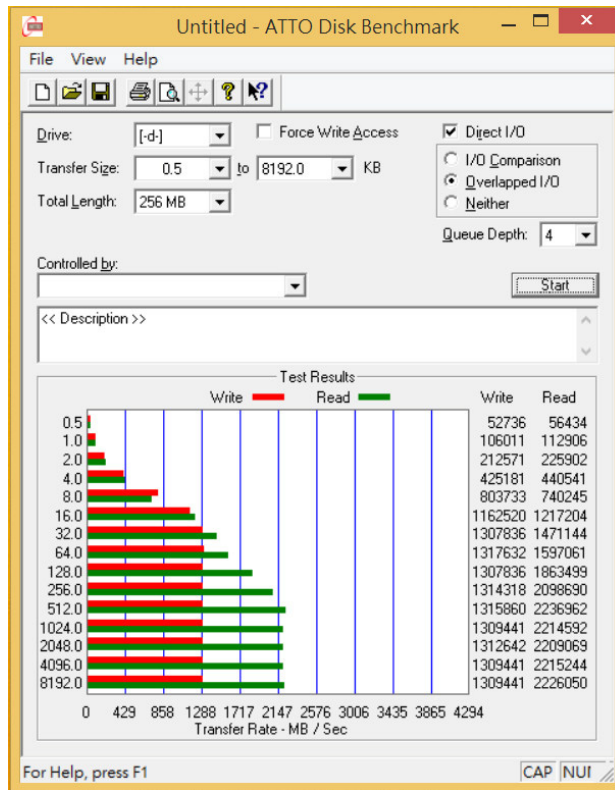 Untitled - ATTO Disk Benchmark
File View Help
Drive: [-d-] Force Write Access Direct I/O
Transfer Size: 0.5 to 8192.0 KB I/O Comparison
Overlapped I/O
Total Length: 256 MB Neither
Queue Depth: 4
Controlled by:
Start
<< Description >>
Test Results
Write Read Write Read
0.5 52736 56434
1.0 106011 112906
2.0 212571 225902
4.0 425181 440541
8.0 803733 740245
16.0 1162520 1217204
32.0 1307836 1471144
64.0 1317632 1597061
128.0 1307836 1863499
256.0 1314318 2098690
512.0 1315860 2236962
1024.0 1309441 2214592
2048.0 1312642 2209069
4096.0 1309441 2215244
8192.0 1309441 2226050
0 429 858 1288 1717 2147 2576 3006 3435 3865 4294
Transfer Rate - MB / Sec
For Help, press F1 CAP NUI